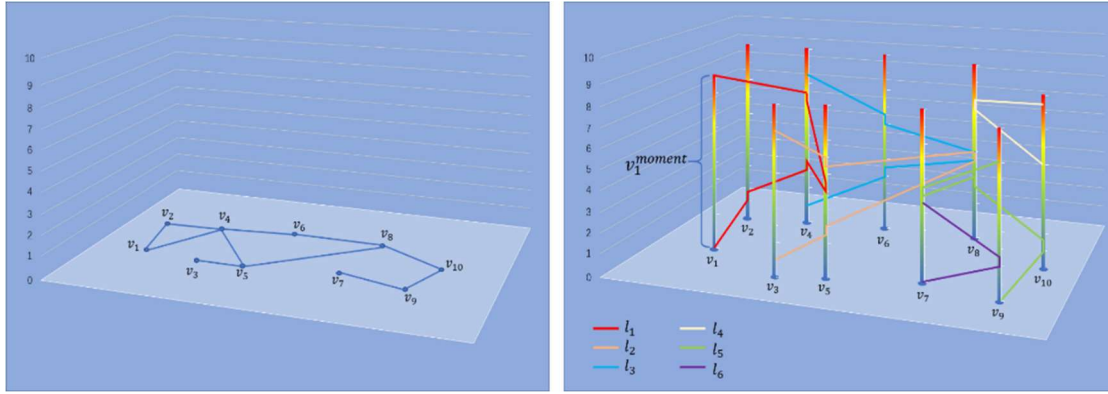 10
9
8
7
6
5
4
3
2
1
0
v₂
v₄
v₆
v₁
v₈
v₃
v₅
v₇
v₁₀
v₉
10
9
8
7
6
5
4
3
2
1
0
v₁ᵐᵒᵐᵉⁿᵗ
v₂
v₄
v₆
v₁
v₈
v₃
v₅
v₇
v₁₀
v₉
l₁ l₄
l₂ l₅
l₃ l₆